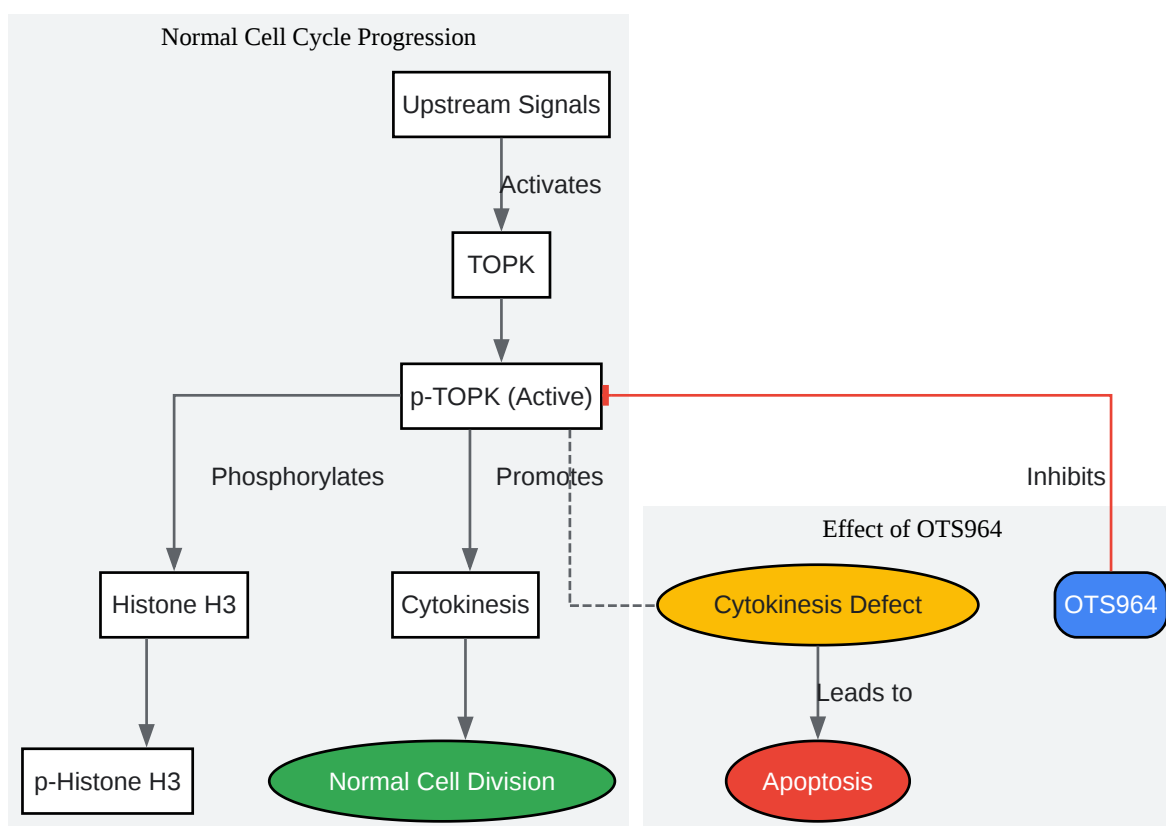 Normal Cell Cycle Progression
Upstream Signals
Activates
TOPK
p-TOPK (Active)
Phosphorylates
Promotes
Inhibits
Effect of OTS964
Histone H3
Cytokinesis
Cytokinesis Defect
OTS964
Leads to
p-Histone H3
Normal Cell Division
Apoptosis